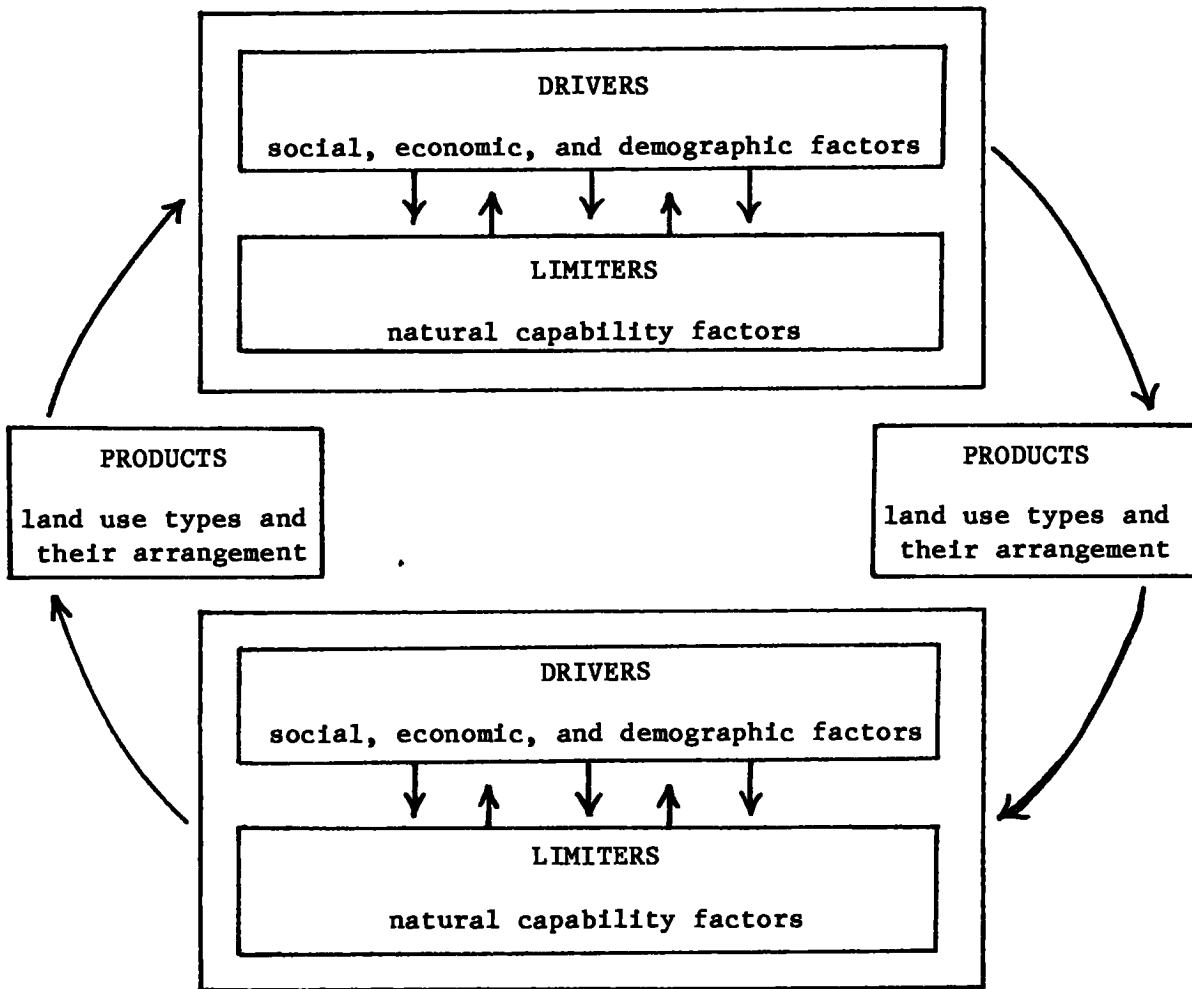 DRIVERS
social, economic, and demographic factors
LIMITERS
natural capability factors
PRODUCTS
land use types and
their arrangement
PRODUCTS
land use types and
their arrangement
DRIVERS
social, economic, and demographic factors
LIMITERS
natural capability factors